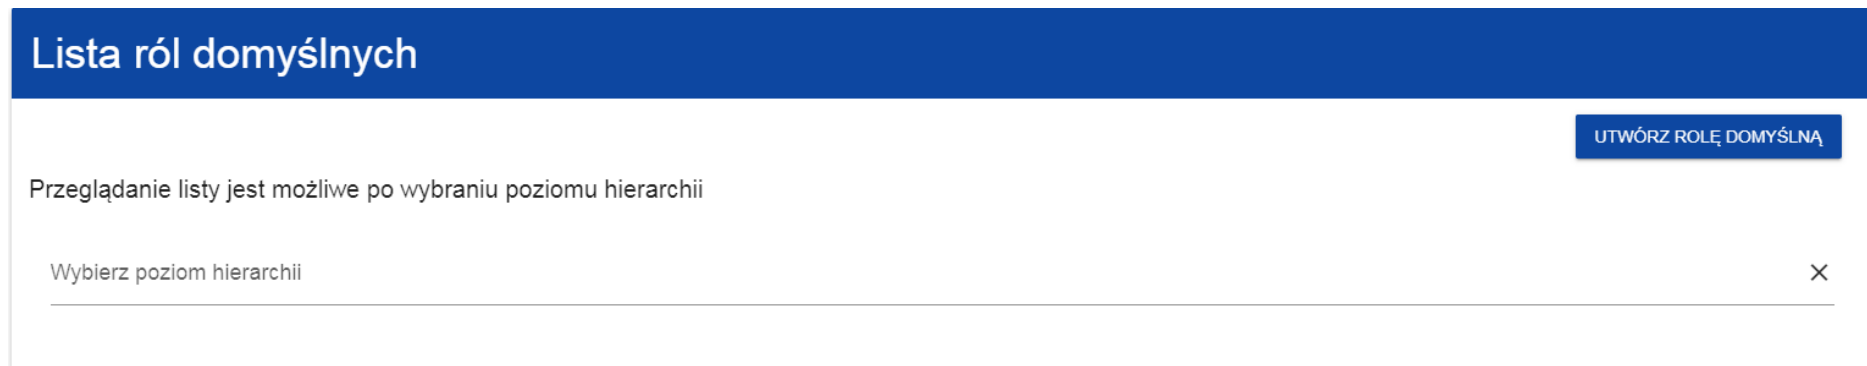 Lista ról domyślnych
UTWÓRZ ROLĘ DOMYŚLNĄ
Przeglądanie listy jest możliwe po wybraniu poziomu hierarchii
Wybierz poziom hierarchii